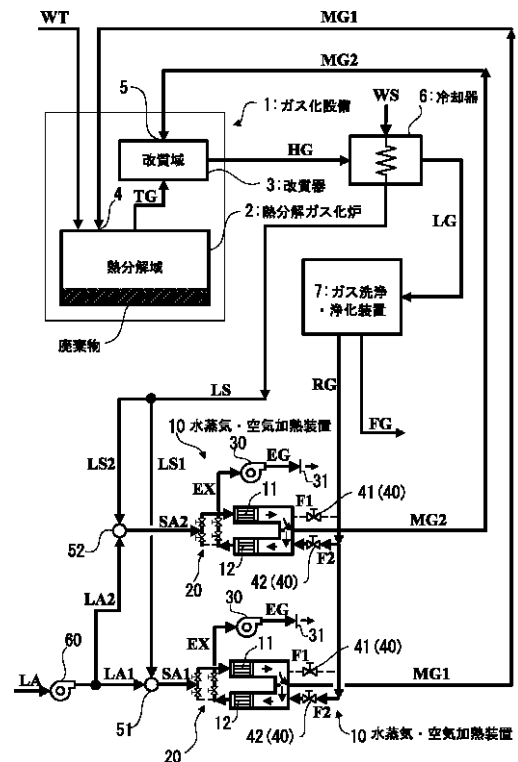 WT
MG1
MG2
5
1:ガス化設備
WS
6:冷却器
改質域
HG
3:改質器
4
TG
2:熱分解ガス化炉
LG
熱分解域
7:ガス洗浄
・浄化装置
廃棄物
RG
LS
FG
10 水蒸気・空気加熱装置
30
EG
LS2
LS1
EX
31
11
F1
41(40)
SA2
MG2
52
12
F2
20
42(40)
LA2
30
EG
60
EX
31
11
F1
41(40)
LA
LA1
SA1
MG1
51
12
F2
20
42(40)
10 水蒸気・空気加熱装置